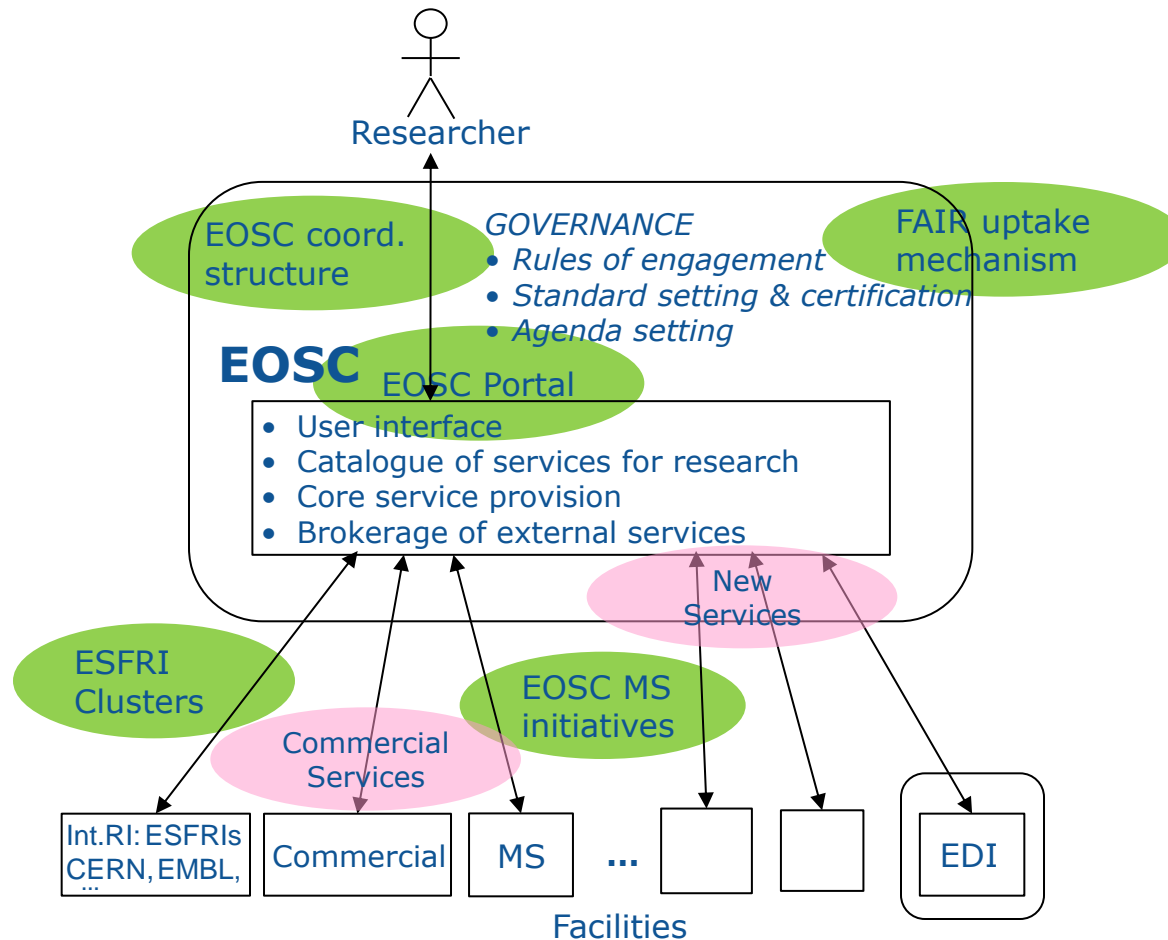 Researcher
EOSC coord.
structure
GOVERNANCE
• Rules of engagement
• Standard setting & certification
• Agenda setting
FAIR uptake
mechanism
EOSC
EOSC Portal
• User interface
• Catalogue of services for research
• Core service provision
• Brokerage of external services
New
Services
ESFRI
Clusters
EOSC MS
initiatives
Commercial
Services
Int.RI: ESFRIs
CERN, EMBL,
...
Commercial
MS
...
EDI
Facilities